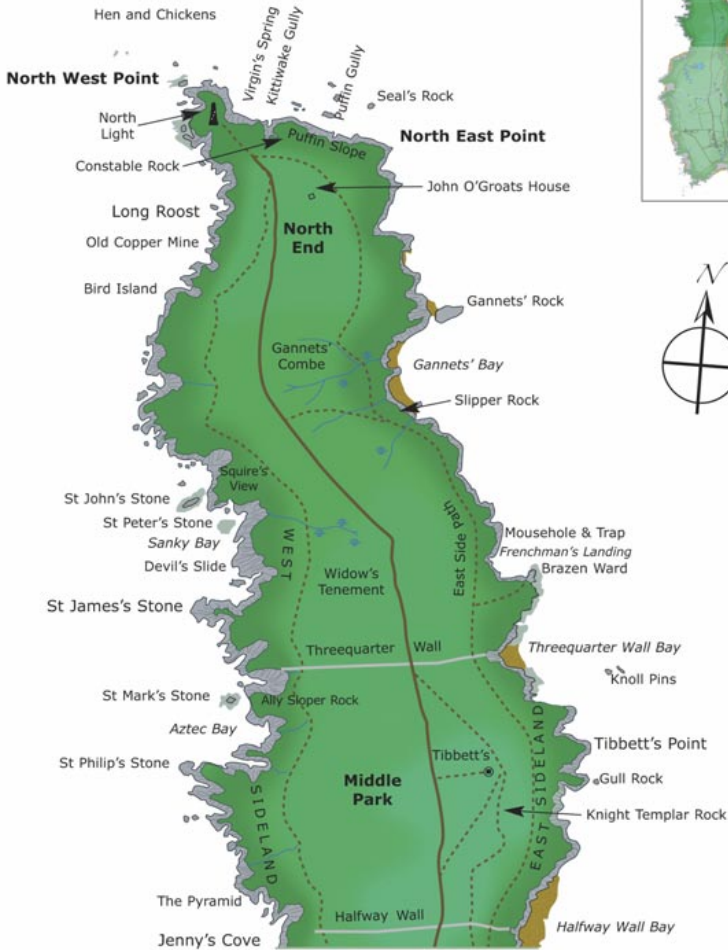 Hen and Chickens
Virgin's Spring
Kittiwake Gully
Puffin Gully
North West Point
Seal's Rock
North
Light
Puffin Slope
North East Point
Constable Rock
John O'Groats House
Long Roost
North
End
Old Copper Mine
Bird Island
Gannets' Rock
N
Gannets'
Combe
Gannets' Bay
Slipper Rock
Squire's
View
St John's Stone
St Peter's Stone
Sanky Bay
Devil's Slide
WEST
East Side Path
Mousehole & Trap
Frenchman's Landing
Brazen Ward
Widow's
Tenement
St James's Stone
Threequarter Wall
Threequarter Wall Bay
Knoll Pins
St Mark's Stone
Ally Sloper Rock
Aztec Bay
Tibbett's
Tibbett's Point
St Philip's Stone
Middle
Park
Gull Rock
SIDELAND
EAST SIDELAND
Knight Templar Rock
The Pyramid
Halfway Wall
Halfway Wall Bay
Jenny's Cove